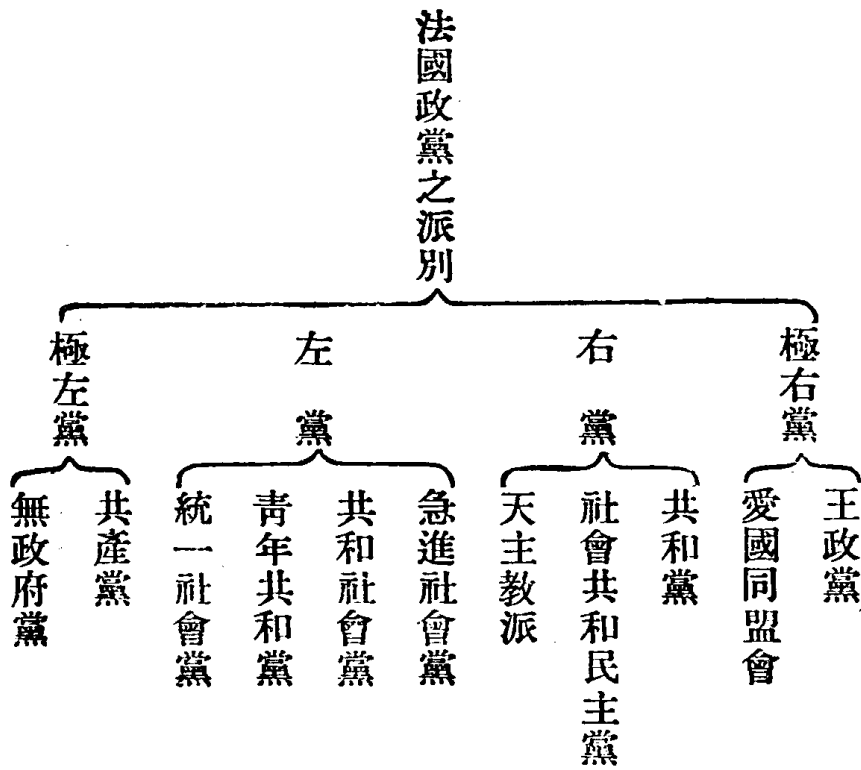 法國政黨之派別
極右黨
王政黨
愛國同盟會
右黨
共和黨
社會共和民主黨
天主教派
左黨
急進社會黨
共和社會黨
靑年共和黨
統一社會黨
極左黨
共產黨
無政府黨